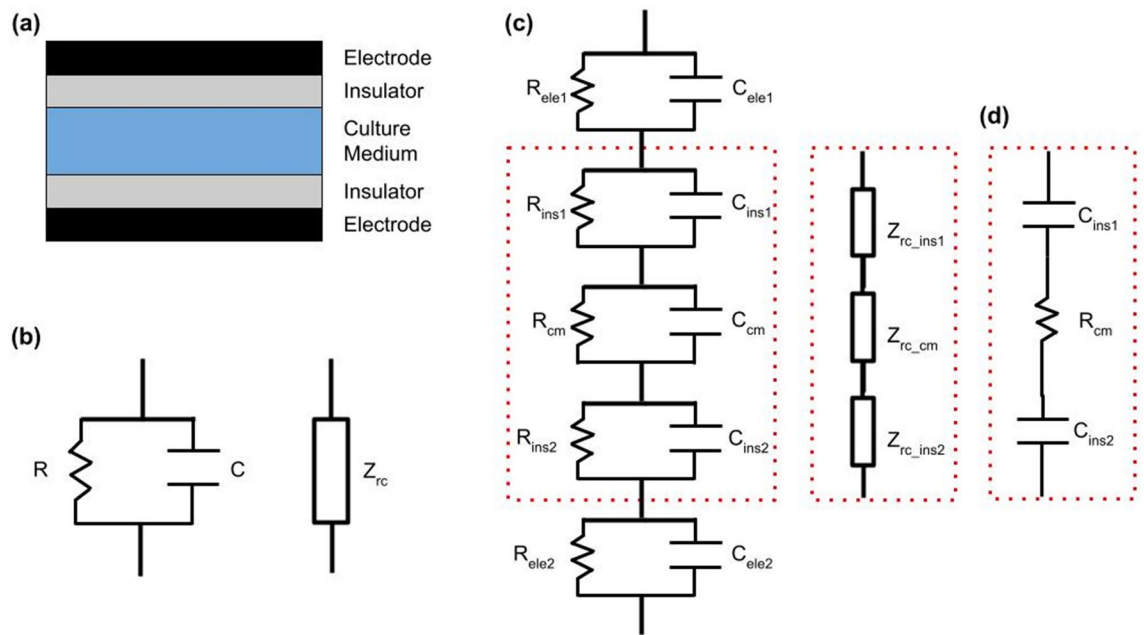 (a)
Electrode
Insulator
Culture
Medium
Insulator
Electrode
(b)
R
C
Zrc
(c)
Rele1
Cele1
Rins1
Cins1
Rcm
Ccm
Rins2
Cins2
Rele2
Cele2
Zrc_ins1
Zrc_cm
Zrc_ins2
(d)
Cins1
Rcm
Cins2